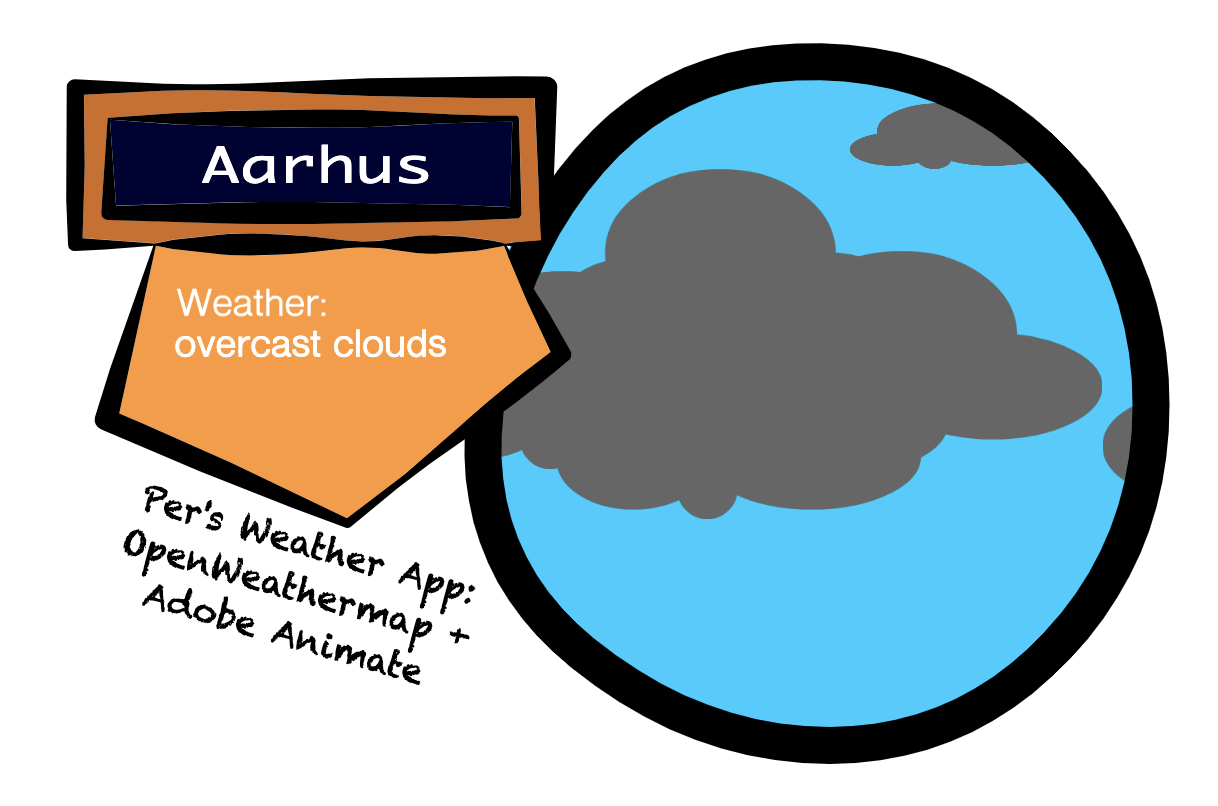 Aarhus
Weather:
overcast clouds
Per's Weather App:
OpenWeathermap +
Adobe Animate